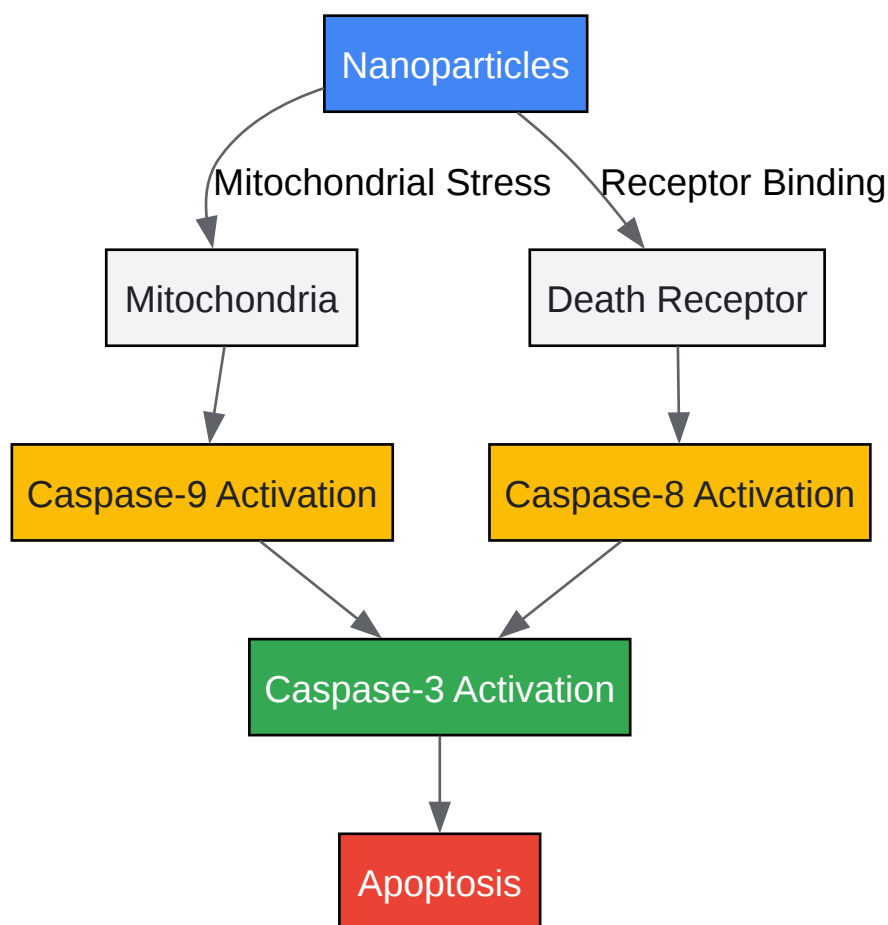 Nanoparticles
Mitochondrial Stress
Receptor Binding
Mitochondria
Death Receptor
Caspase-9 Activation
Caspase-8 Activation
Caspase-3 Activation
Apoptosis